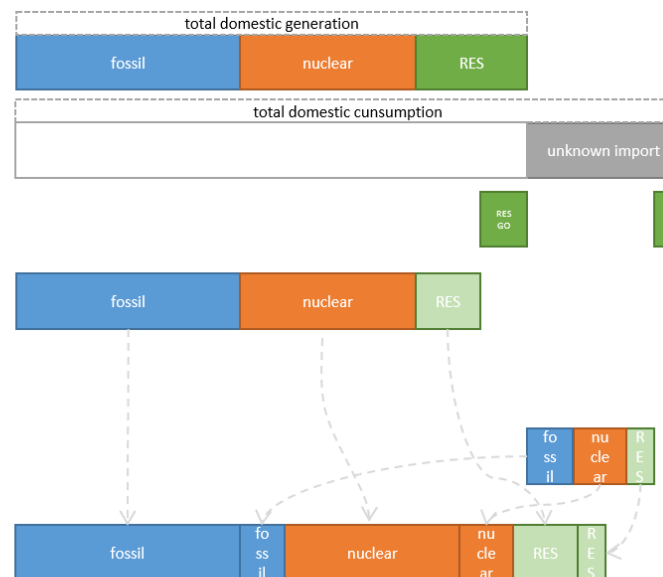 total domestic generation
fossil
nuclear
RES
total domestic cunsumption
unknown import
RES
GO
fossil
nuclear
RES
fo
ss
il
nu
cle
ar
R
E
S
fossil
fo
ss
il
nuclear
nu
cle
ar
RES
R
E
S